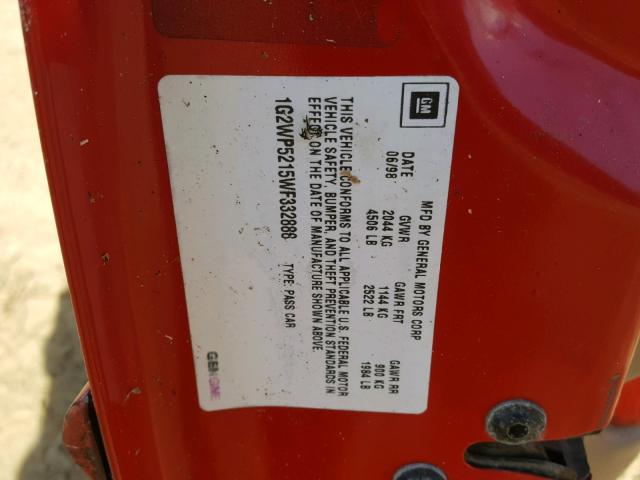 GM
MFD BY GENERAL MOTORS CORP
DATE GVWR GAWR FRT GAWR RR
06/98 2044 KG 1144 KG 900 KG
4506 LB 2522 LB 1984 LB
THIS VEHICLE CONFORMS TO ALL APPLICABLE U.S. FEDERAL MOTOR
VEHICLE SAFETY, BUMPER, AND THEFT PREVENTION STANDARDS IN
EFFECT ON THE DATE OF MANUFACTURE SHOWN ABOVE.
1G2WP5215WF332888 TYPE: PASS CAR